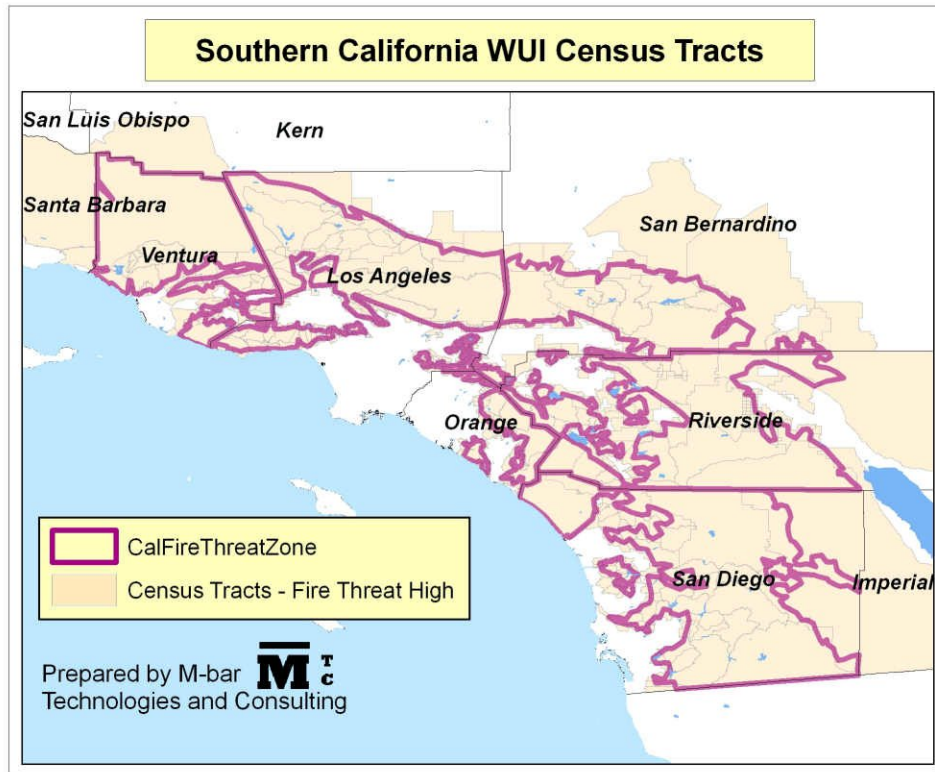 Southern California WUI Census Tracts
San Luis Obispo
Kern
Santa Barbara
San Bernardino
Ventura
Los Angeles
Orange
Riverside
CalFireThreatZone
San Diego
Imperial
Census Tracts - Fire Threat High
Prepared by M-bar
Technologies and Consulting
M
T
C